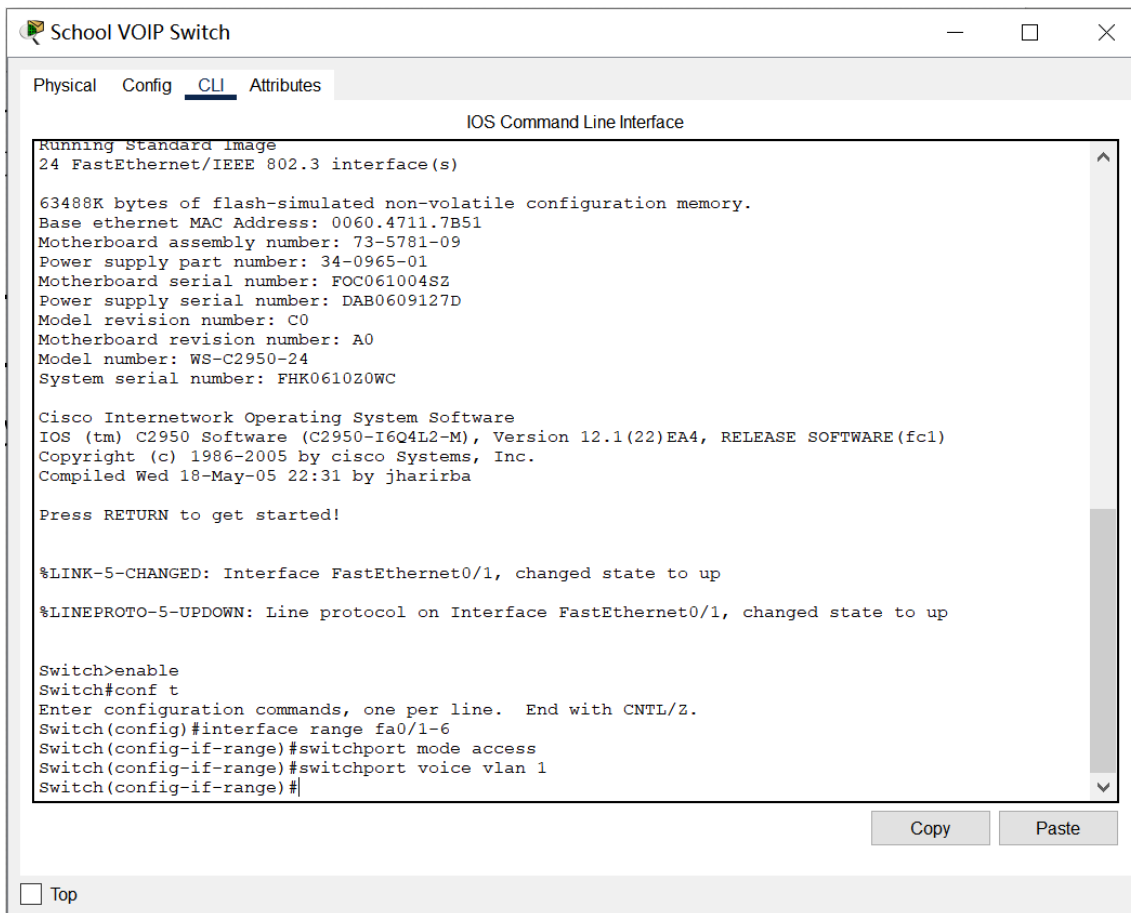 School VOIP Switch
Physical Config CLI Attributes
IOS Command Line Interface
Running Standard Image
24 FastEthernet/IEEE 802.3 interface(s)
63488K bytes of flash-simulated non-volatile configuration memory.
Base ethernet MAC Address: 0060.4711.7B51
Motherboard assembly number: 73-5781-09
Power supply part number: 34-0965-01
Motherboard serial number: FOC061004SZ
Power supply serial number: DAB0609127D
Model revision number: C0
Motherboard revision number: A0
Model number: WS-C2950-24
System serial number: FHK0610Z0WC
Cisco Internetwork Operating System Software
IOS (tm) C2950 Software (C2950-I6Q4L2-M), Version 12.1(22)EA4, RELEASE SOFTWARE(fc1)
Copyright (c) 1986-2005 by cisco Systems, Inc.
Compiled Wed 18-May-05 22:31 by jharirba
Press RETURN to get started!
%LINK-5-CHANGED: Interface FastEthernet0/1, changed state to up
%LINEPROTO-5-UPDOWN: Line protocol on Interface FastEthernet0/1, changed state to up
Switch>enable
Switch#conf t
Enter configuration commands, one per line.  End with CNTL/Z.
Switch(config)#interface range fa0/1-6
Switch(config-if-range)#switchport mode access
Switch(config-if-range)#switchport voice vlan 1
Switch(config-if-range)#
Copy Paste
Top